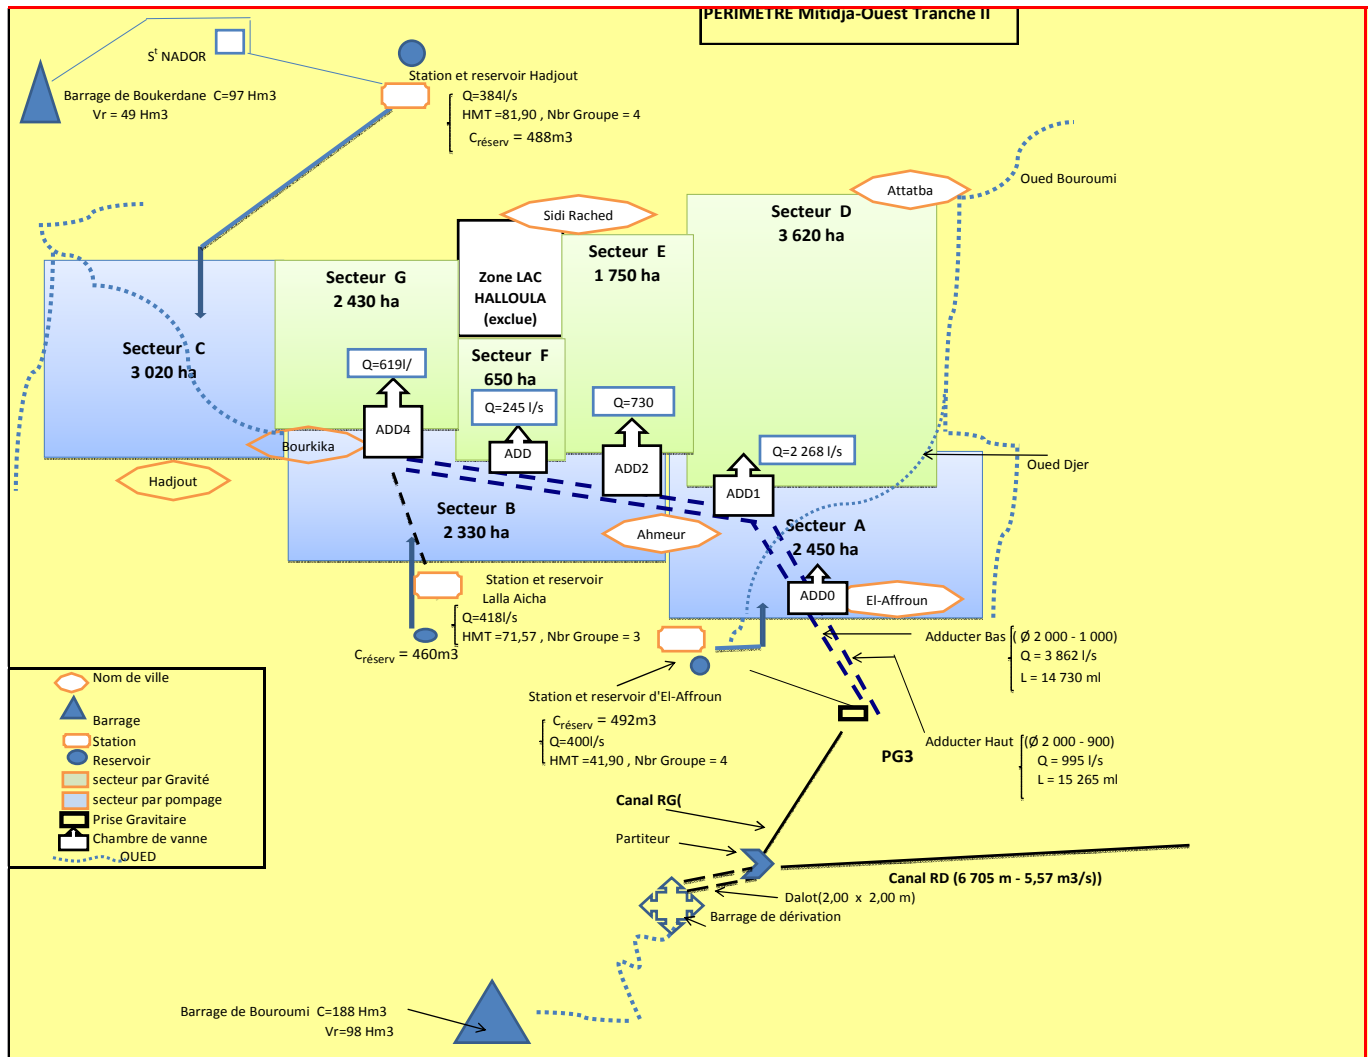 PERIMETRE Mitidja-Ouest Tranche II
Sᵗ NADOR
Station et reservoir Hadjout
Q=384l/s
HMT =81,90 , Nbr Groupe = 4
Créserv = 488m3
Barrage de Boukerdane C=97 Hm3
Vr = 49 Hm3
Oued Bouroumi
Attatba
Sidi Rached
Secteur D
3 620 ha
Secteur E
1 750 ha
Secteur G
2 430 ha
Zone LAC
HALLOULA
(exclue)
Secteur C
3 020 ha
Secteur F
650 ha
Q=619l/
Q=245 l/s
Q=730
Q=2 268 l/s
ADD4
ADD
ADD2
ADD1
Bourkika
Hadjout
Oued Djer
Secteur B
2 330 ha
Ahmeur
Secteur A
2 450 ha
ADD0
El-Affroun
Station et reservoir
Lalla Aicha
Q=418l/s
HMT =71,57 , Nbr Groupe = 3
Créserv = 460m3
Adducter Bas ( Ø 2 000 - 1 000)
Q = 3 862 l/s
L = 14 730 ml
Station et reservoir d'El-Affroun
Créserv = 492m3
Q=400l/s
HMT =41,90 , Nbr Groupe = 4
PG3
Adducter Haut (Ø 2 000 - 900)
Q = 995 l/s
L = 15 265 ml
Nom de ville
Barrage
Station
Reservoir
secteur par Gravité
secteur par pompage
Prise Gravitaire
Chambre de vanne
OUED
Canal RG(
Partiteur
Canal RD (6 705 m - 5,57 m3/s))
Dalot(2,00 x 2,00 m)
Barrage de dérivation
Barrage de Bouroumi C=188 Hm3
Vr=98 Hm3